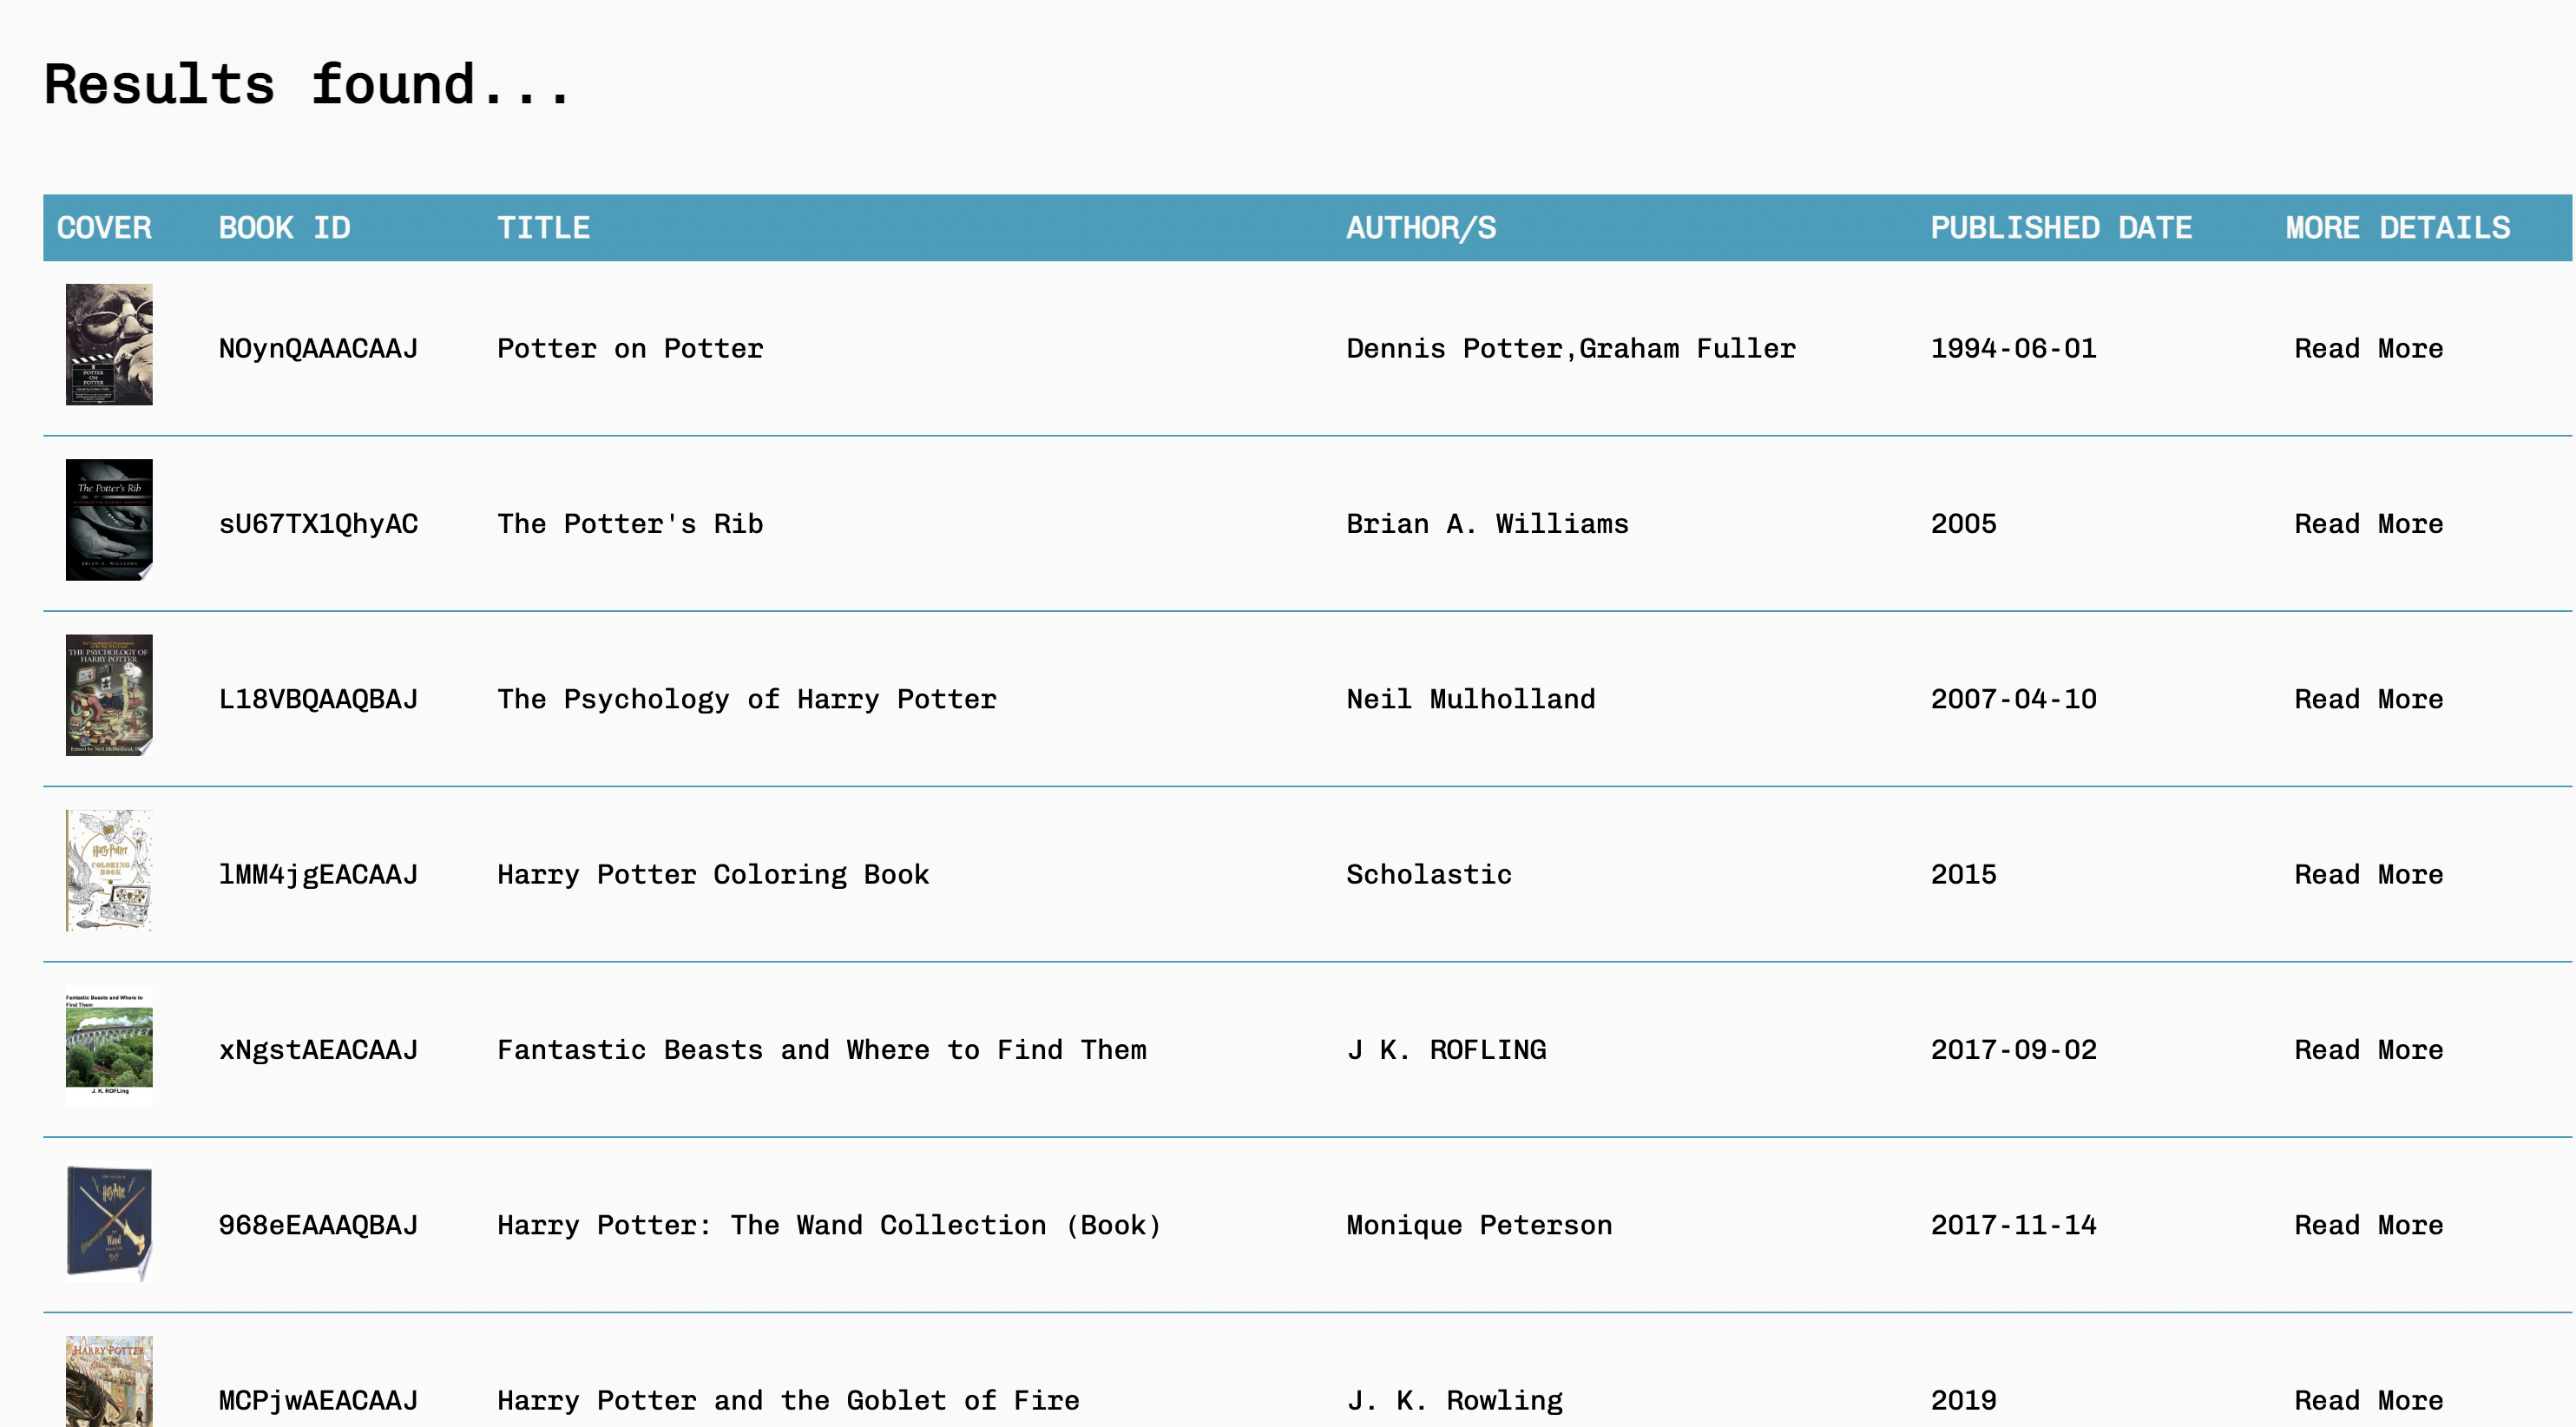 Results found...
COVER BOOK ID TITLE AUTHOR/S PUBLISHED DATE MORE DETAILS
POTTER
ON
POTTER
NOynQAAACAAJ Potter on Potter Dennis Potter,Graham Fuller 1994-06-01 Read More
The Potter's Rib
BRIAN A. WILLIAMS
sU67TX1QhyAC The Potter's Rib Brian A. Williams 2005 Read More
THE PSYCHOLOGY OF
HARRY POTTER
L18VBQAAQBAJ The Psychology of Harry Potter Neil Mulholland 2007-04-10 Read More
Harry Potter
COLORING
BOOK
lMM4jgEACAAJ Harry Potter Coloring Book Scholastic 2015 Read More
Fantastic Beasts and Where to
Find Them
J. K. ROFLing
xNgstAEACAAJ Fantastic Beasts and Where to Find Them J K. ROFLING 2017-09-02 Read More
Harry Potter
Wand
968eEAAAQBAJ Harry Potter: The Wand Collection (Book) Monique Peterson 2017-11-14 Read More
HARRY POTTER
MCPjwAEACAAJ Harry Potter and the Goblet of Fire J. K. Rowling 2019 Read More